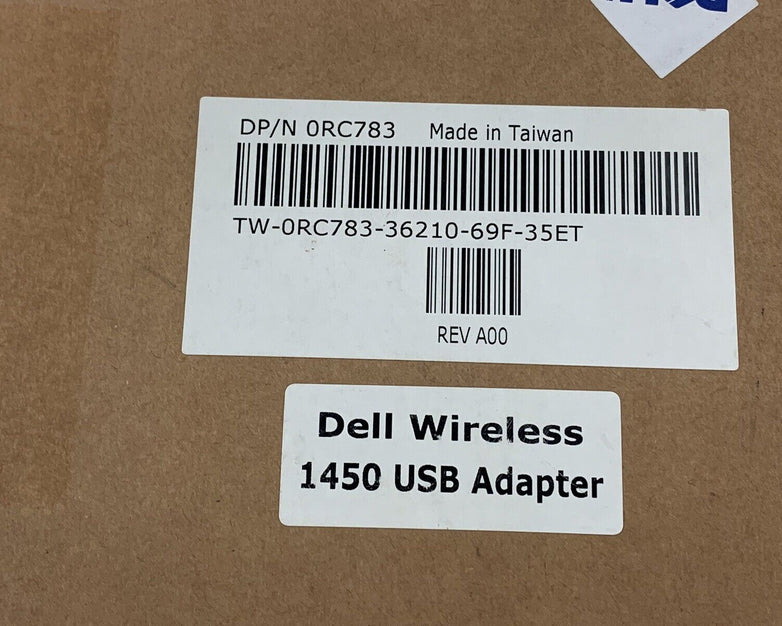 DP/N 0RC783 Made in Taiwan
TW-0RC783-36210-69F-35ET
REV A00
Dell Wireless
1450 USB Adapter